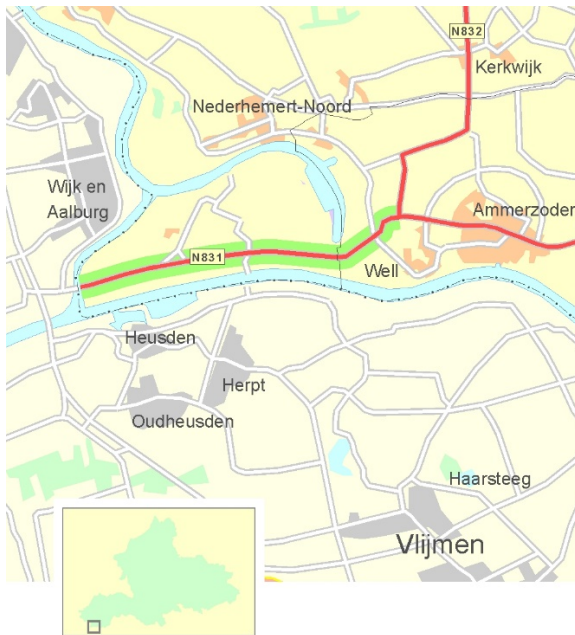 N832
Kerkwijk
Nederhemert-Noord
Wijk en
Aalburg
Ammerzoden
N831
Well
Heusden
Herpt
Oudheusden
Haarsteeg
Vlijmen